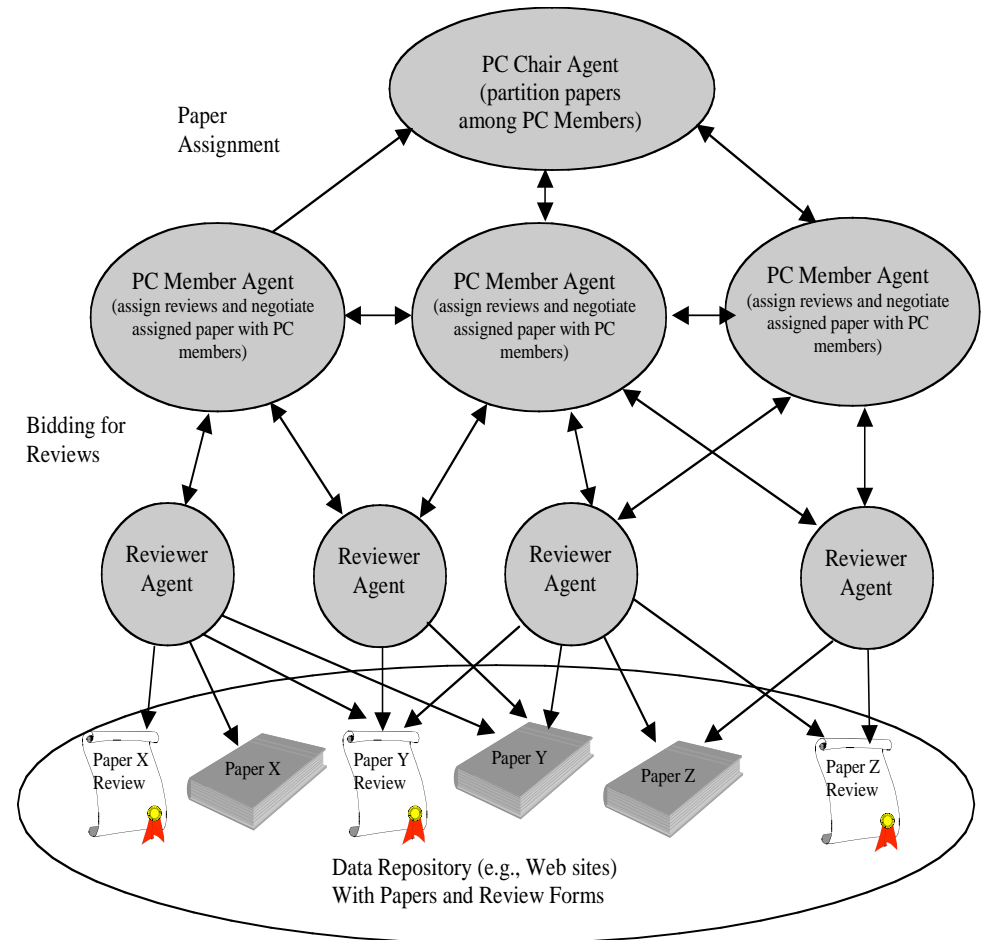 PC Chair Agent
(partition papers
among PC Members)
Paper
Assignment
PC Member Agent
(assign reviews and negotiate
assigned paper with PC
members)
PC Member Agent
(assign reviews and negotiate
assigned paper with PC
members)
PC Member Agent
(assign reviews and negotiate
assigned paper with PC
members)
Bidding for
Reviews
Reviewer
Agent
Reviewer
Agent
Reviewer
Agent
Reviewer
Agent
Paper X
Review
Paper X
Paper Y
Review
Paper Y
Paper Z
Paper Z
Review
Data Repository (e.g., Web sites)
With Papers and Review Forms